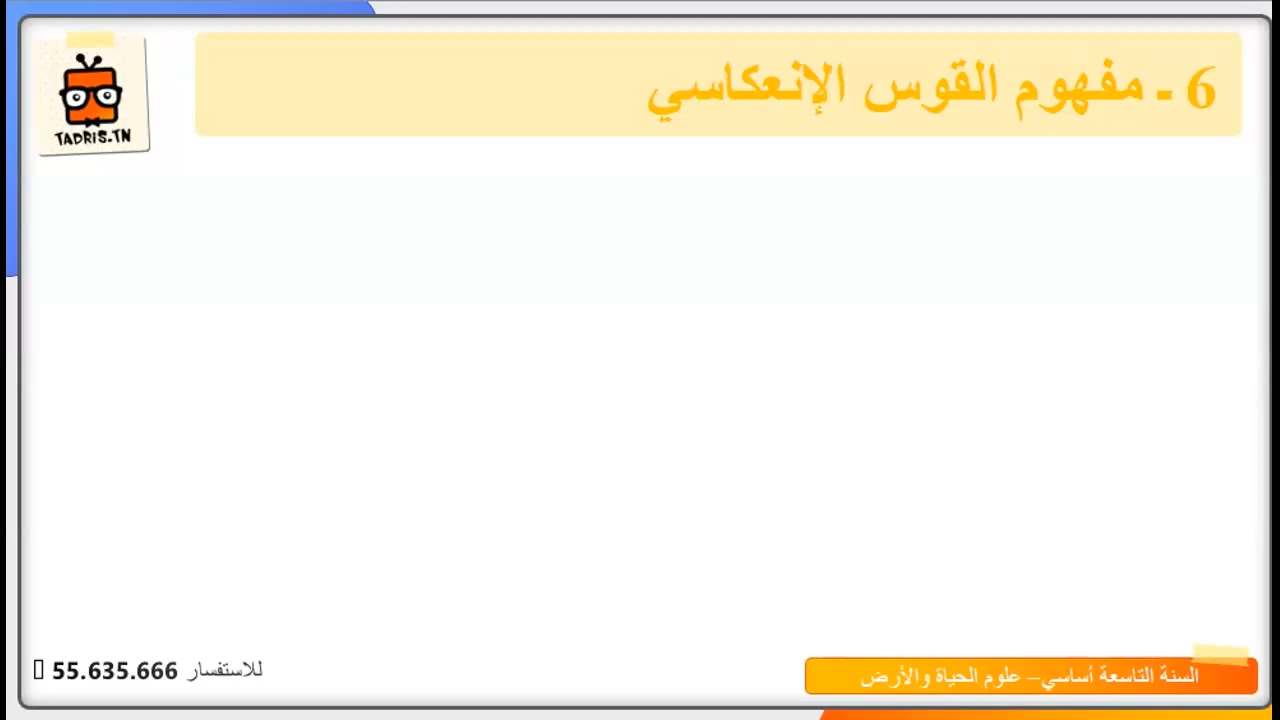 6 ـ مفهوم القوس الإنعكاسي
TADRiS.TN
للاستفسار 55.635.666
السنة التاسعة أساسي– علوم الحياة والأرض